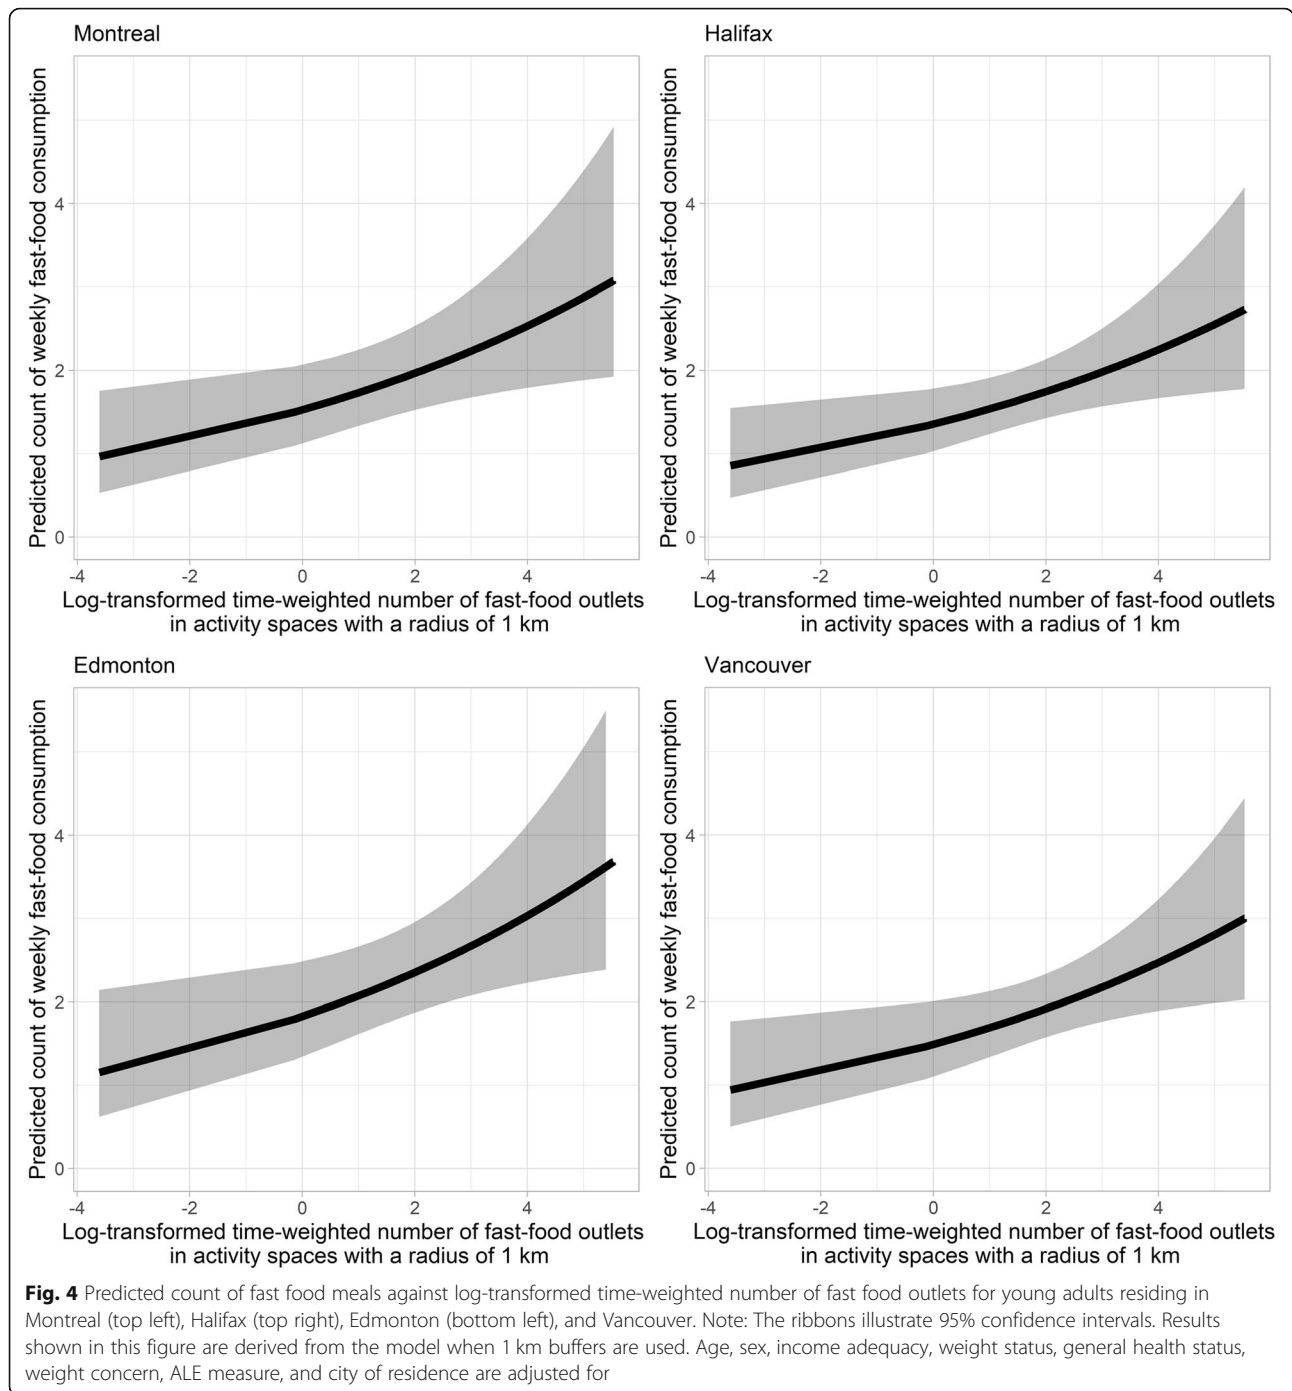 Montreal
Predicted count of weekly fast-food consumption
4
2
0
-4 -2 0 2 4
Log-transformed time-weighted number of fast-food outlets
in activity spaces with a radius of 1 km
Halifax
Predicted count of weekly fast-food consumption
4
2
0
-4 -2 0 2 4
Log-transformed time-weighted number of fast-food outlets
in activity spaces with a radius of 1 km
Edmonton
Predicted count of weekly fast-food consumption
4
2
0
-4 -2 0 2 4
Log-transformed time-weighted number of fast-food outlets
in activity spaces with a radius of 1 km
Vancouver
Predicted count of weekly fast-food consumption
4
2
0
-4 -2 0 2 4
Log-transformed time-weighted number of fast-food outlets
in activity spaces with a radius of 1 km
Fig. 4 Predicted count of fast food meals against log-transformed time-weighted number of fast food outlets for young adults residing in
Montreal (top left), Halifax (top right), Edmonton (bottom left), and Vancouver. Note: The ribbons illustrate 95% confidence intervals. Results
shown in this figure are derived from the model when 1 km buffers are used. Age, sex, income adequacy, weight status, general health status,
weight concern, ALE measure, and city of residence are adjusted for